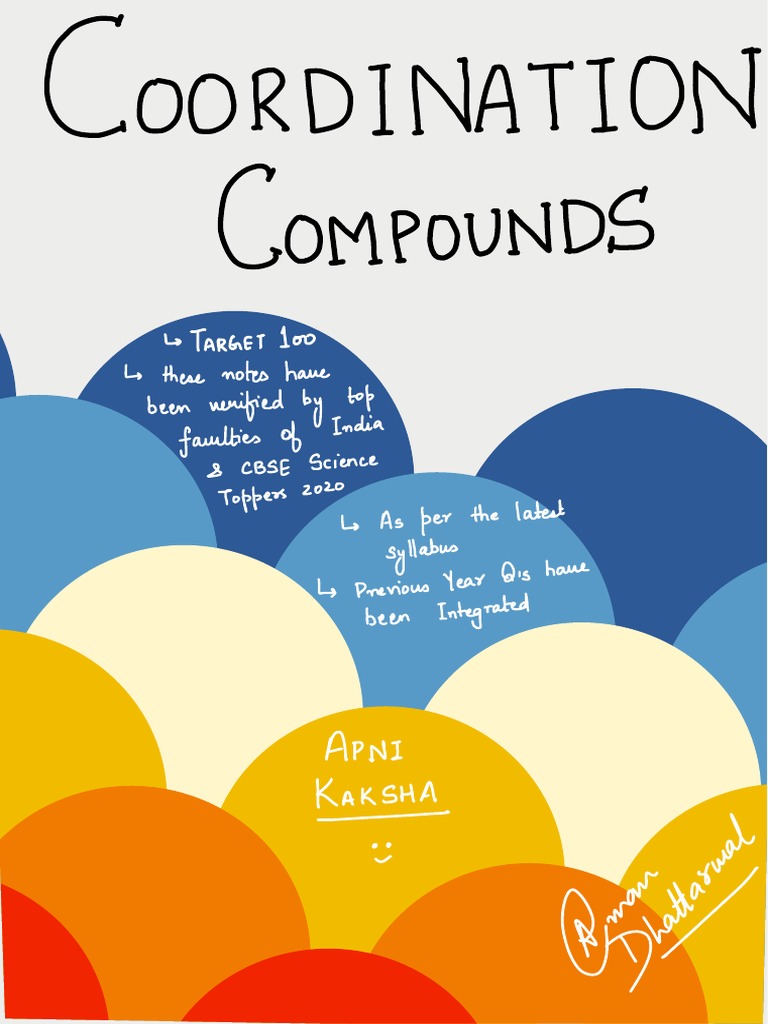 COORDINATION
COMPOUNDS
↳ TARGET 100
↳ these notes have
been verified by top
faculties of India
& CBSE Science
Toppers 2020
↳ As per the latest
syllabus
↳ Previous Year Q's have
been Integrated
APNI
KAKSHA
Aman
Dhattarwal